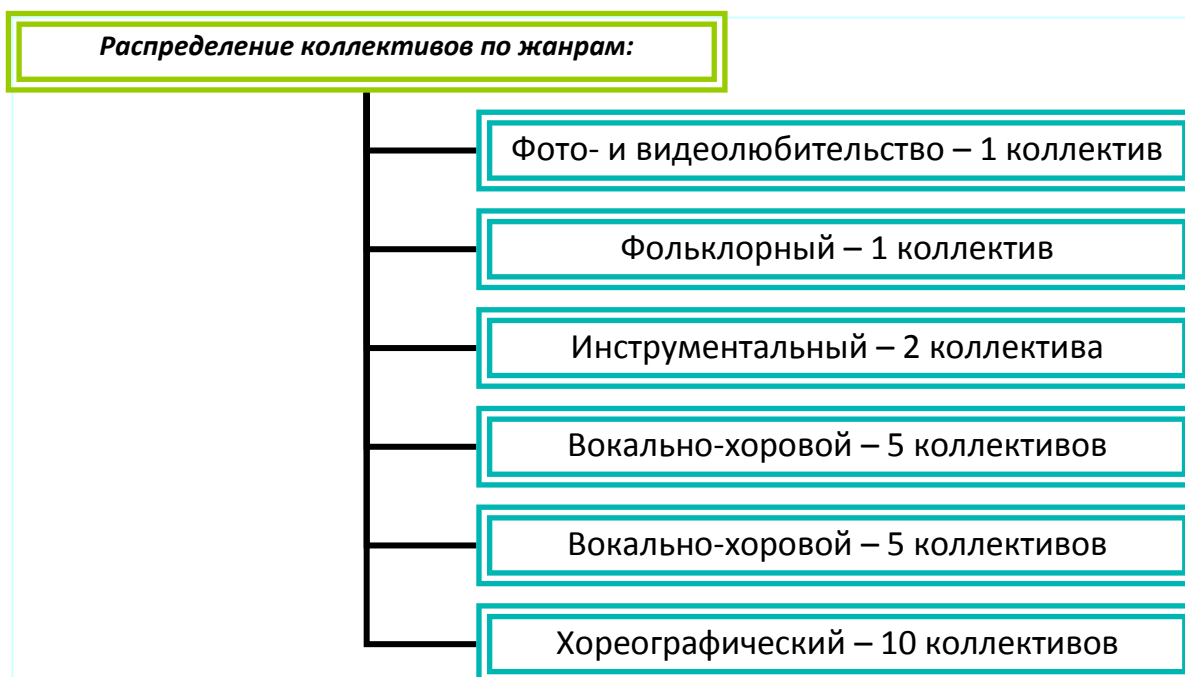 Распределение коллективов по жанрам:
Фото- и видеолюбительство – 1 коллектив
Фольклорный – 1 коллектив
Инструментальный – 2 коллектива
Вокально-хоровой – 5 коллективов
Вокально-хоровой – 5 коллективов
Хореографический – 10 коллективов